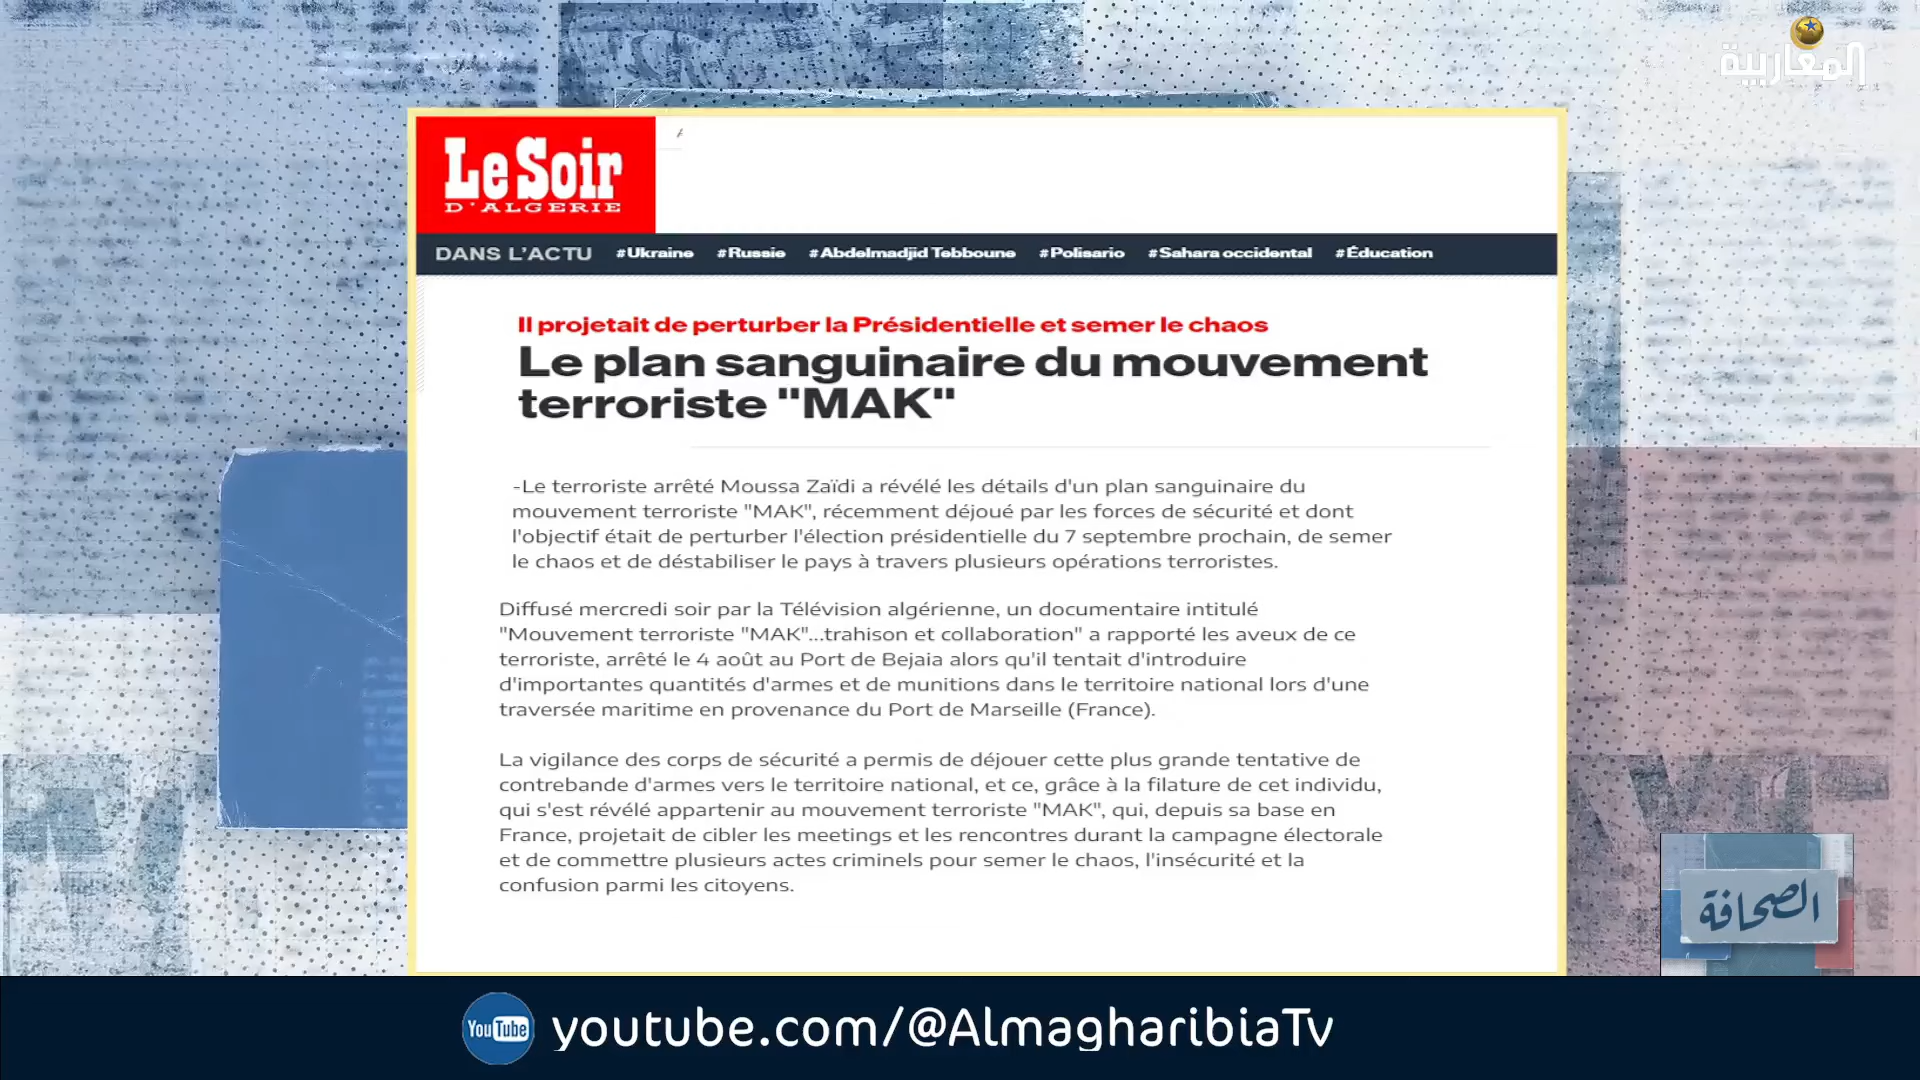 المغاربية
Le Soir
D'ALGERIE
DANS L'ACTU #Ukraine #Russie #Abdelmadjid Tebboune #Polisario #Sahara occidental #Éducation
Il projetait de perturber la Présidentielle et semer le chaos
Le plan sanguinaire du mouvement
terroriste "MAK"
-Le terroriste arrêté Moussa Zaïdi a révélé les détails d'un plan sanguinaire du
mouvement terroriste "MAK", récemment déjoué par les forces de sécurité et dont
l'objectif était de perturber l'élection présidentielle du 7 septembre prochain, de semer
le chaos et de déstabiliser le pays à travers plusieurs opérations terroristes.
Diffusé mercredi soir par la Télévision algérienne, un documentaire intitulé
"Mouvement terroriste "MAK"...trahison et collaboration" a rapporté les aveux de ce
terroriste, arrêté le 4 août au Port de Bejaia alors qu'il tentait d'introduire
d'importantes quantités d'armes et de munitions dans le territoire national lors d'une
traversée maritime en provenance du Port de Marseille (France).
La vigilance des corps de sécurité a permis de déjouer cette plus grande tentative de
contrebande d'armes vers le territoire national, et ce, grâce à la filature de cet individu,
qui s'est révélé appartenir au mouvement terroriste "MAK", qui, depuis sa base en
France, projetait de cibler les meetings et les rencontres durant la campagne électorale
et de commettre plusieurs actes criminels pour semer le chaos, l'insécurité et la
confusion parmi les citoyens.
الصحافة
YouTube youtube.com/@AlmagharibiaTv